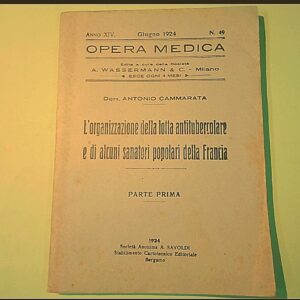 ANNO XIV. Giugno 1924 N. 49
OPERA MEDICA
Edita a cura della Società
A. WASSERMANN & C. - Milano
ESCE OGNI 4 MESI
DOTT. ANTONIO CAMMARATA
L'organizzazione della lotta antitubercolare
e di alcuni sanatori popolari della Francia
PARTE PRIMA
1924
Società Anonima A. SAVOLDI
Stabilimento Cartotecnico Editoriale
Bergamo